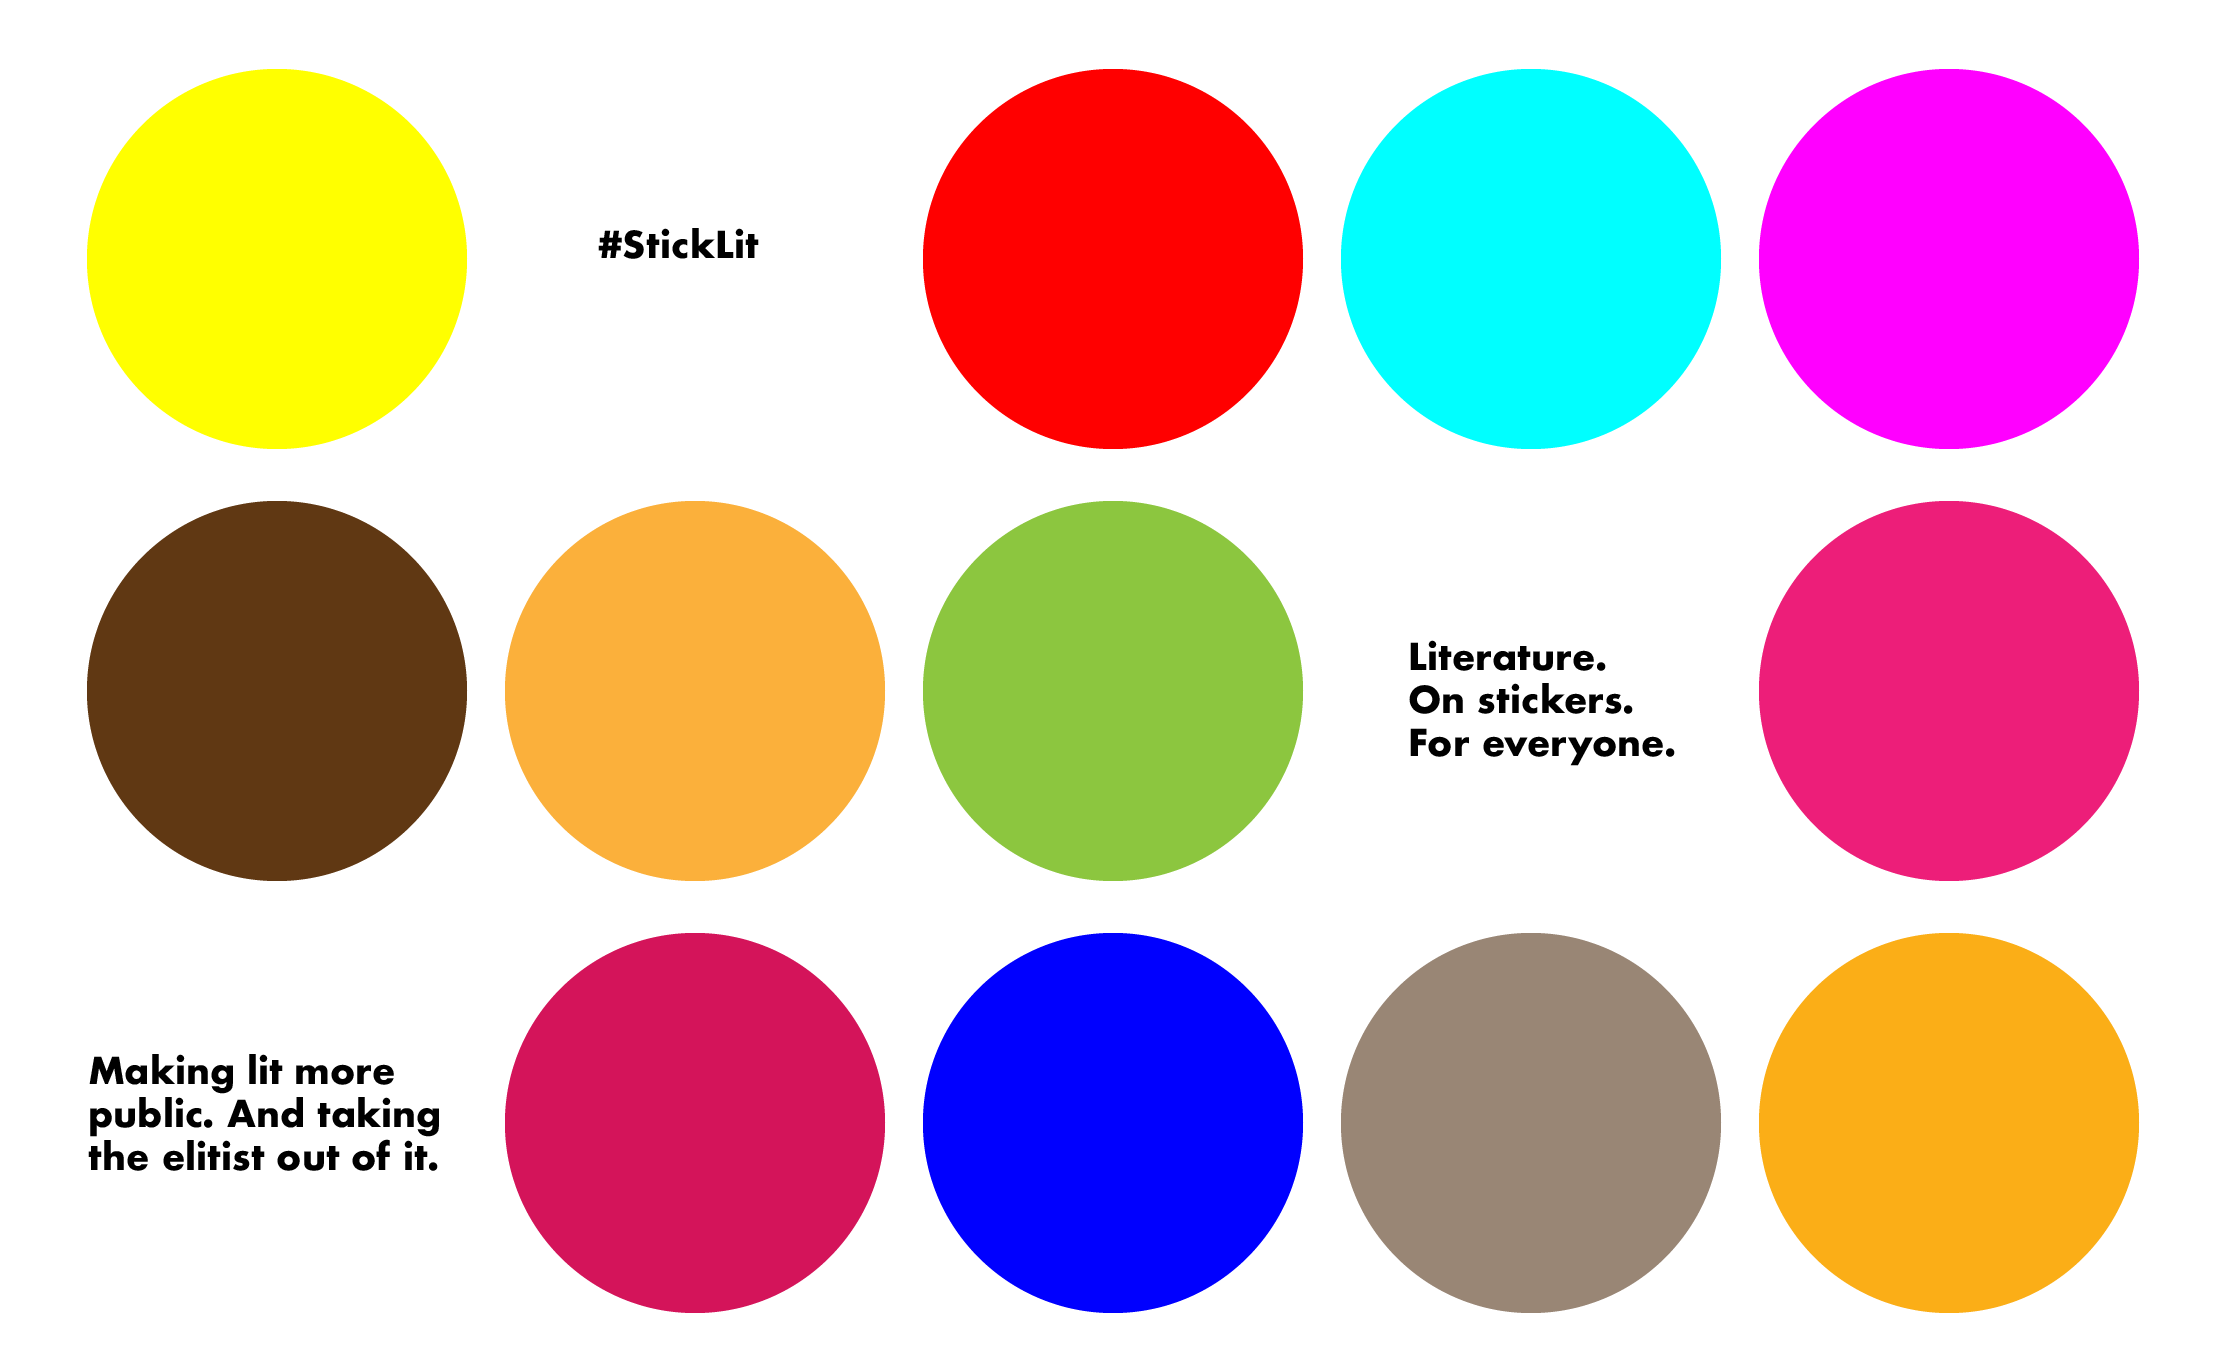 #StickLit
Literature.
On stickers.
For everyone.
Making lit more
public. And taking
the elitist out of it.